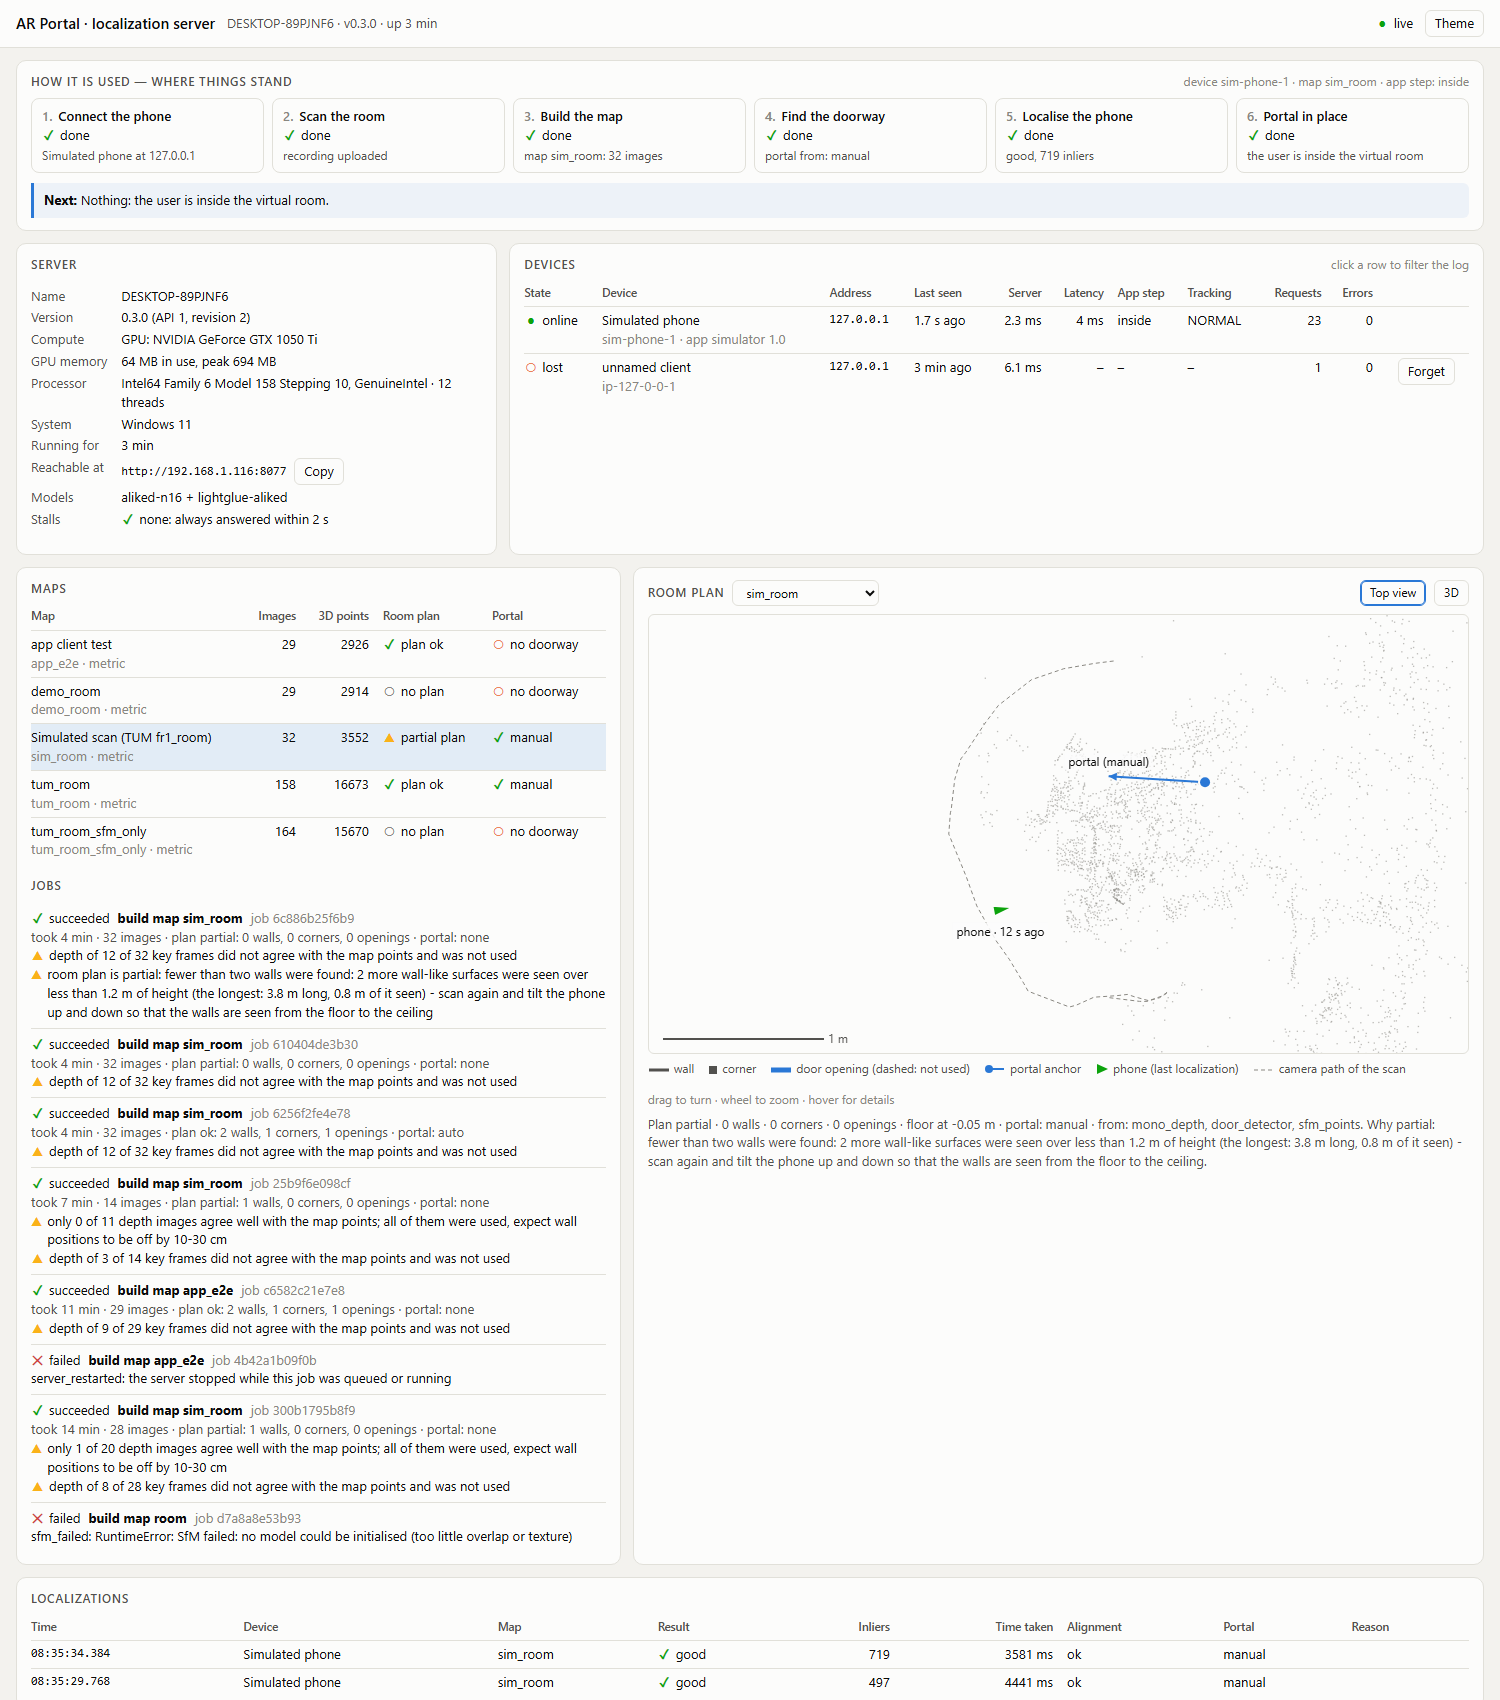 AR Portal · localization server DESKTOP-89PJNF6 · v0.3.0 · up 3 min
● live Theme
HOW IT IS USED — WHERE THINGS STAND
device sim-phone-1 · map sim_room · app step: inside
1. Connect the phone
✓ done
Simulated phone at 127.0.0.1
2. Scan the room
✓ done
recording uploaded
3. Build the map
✓ done
map sim_room: 32 images
4. Find the doorway
✓ done
portal from: manual
5. Localise the phone
✓ done
good, 719 inliers
6. Portal in place
✓ done
the user is inside the virtual room
Next: Nothing: the user is inside the virtual room.
SERVER
Name DESKTOP-89PJNF6
Version 0.3.0 (API 1, revision 2)
Compute GPU: NVIDIA GeForce GTX 1050 Ti
GPU memory 64 MB in use, peak 694 MB
Processor Intel64 Family 6 Model 158 Stepping 10, GenuineIntel · 12
threads
System Windows 11
Running for 3 min
Reachable at http://192.168.1.116:8077 Copy
Models aliked-n16 + lightglue-aliked
Stalls ✓ none: always answered within 2 s
DEVICES
click a row to filter the log
State Device Address Last seen Server Latency App step Tracking Requests Errors
● online Simulated phone 127.0.0.1 1.7 s ago 2.3 ms 4 ms inside NORMAL 23 0
sim-phone-1 · app simulator 1.0
○ lost unnamed client 127.0.0.1 3 min ago 6.1 ms – – – 1 0 Forget
ip-127-0-0-1
MAPS
Map Images 3D points Room plan Portal
app client test 29 2926 ✓ plan ok ○ no doorway
app_e2e · metric
demo_room 29 2914 ○ no plan ○ no doorway
demo_room · metric
Simulated scan (TUM fr1_room) 32 3552 ▲ partial plan ✓ manual
sim_room · metric
tum_room 158 16673 ✓ plan ok ✓ manual
tum_room · metric
tum_room_sfm_only 164 15670 ○ no plan ○ no doorway
tum_room_sfm_only · metric
JOBS
✓ succeeded build map sim_room job 6c886b25f6b9
took 4 min · 32 images · plan partial: 0 walls, 0 corners, 0 openings · portal: none
▲ depth of 12 of 32 key frames did not agree with the map points and was not used
▲ room plan is partial: fewer than two walls were found: 2 more wall-like surfaces were seen over
less than 1.2 m of height (the longest: 3.8 m long, 0.8 m of it seen) - scan again and tilt the phone
up and down so that the walls are seen from the floor to the ceiling
✓ succeeded build map sim_room job 610404de3b30
took 4 min · 32 images · plan partial: 0 walls, 0 corners, 0 openings · portal: none
▲ depth of 12 of 32 key frames did not agree with the map points and was not used
✓ succeeded build map sim_room job 6256f2fe4e78
took 4 min · 32 images · plan ok: 2 walls, 1 corners, 1 openings · portal: auto
▲ depth of 12 of 32 key frames did not agree with the map points and was not used
✓ succeeded build map sim_room job 25b9f6e098cf
took 7 min · 14 images · plan partial: 1 walls, 0 corners, 0 openings · portal: none
▲ only 0 of 11 depth images agree well with the map points; all of them were used, expect wall
positions to be off by 10-30 cm
▲ depth of 3 of 14 key frames did not agree with the map points and was not used
✓ succeeded build map app_e2e job c6582c21e7e8
took 11 min · 29 images · plan ok: 2 walls, 1 corners, 1 openings · portal: none
▲ depth of 9 of 29 key frames did not agree with the map points and was not used
✕ failed build map app_e2e job 4b42a1b09f0b
server_restarted: the server stopped while this job was queued or running
✓ succeeded build map sim_room job 300b1795b8f9
took 14 min · 28 images · plan partial: 1 walls, 0 corners, 0 openings · portal: none
▲ only 1 of 20 depth images agree well with the map points; all of them were used, expect wall
positions to be off by 10-30 cm
▲ depth of 8 of 28 key frames did not agree with the map points and was not used
✕ failed build map room job d7a8a8e53b93
sfm_failed: RuntimeError: SfM failed: no model could be initialised (too little overlap or texture)
ROOM PLAN sim_room Top view 3D
portal (manual)
phone · 12 s ago
1 m
wall corner door opening (dashed: not used) portal anchor phone (last localization) camera path of the scan
drag to turn · wheel to zoom · hover for details
Plan partial · 0 walls · 0 corners · 0 openings · floor at -0.05 m · portal: manual · from: mono_depth, door_detector, sfm_points. Why partial:
fewer than two walls were found: 2 more wall-like surfaces were seen over less than 1.2 m of height (the longest: 3.8 m long, 0.8 m of it seen) -
scan again and tilt the phone up and down so that the walls are seen from the floor to the ceiling.
LOCALIZATIONS
Time Device Map Result Inliers Time taken Alignment Portal Reason
08:35:34.384 Simulated phone sim_room ✓ good 719 3581 ms ok manual
08:35:29.768 Simulated phone sim_room ✓ good 497 4441 ms ok manual